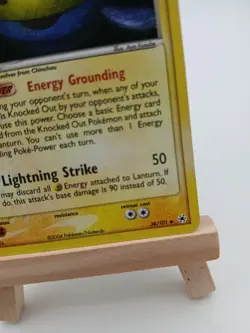 Evolves from Chinchou
Energy Grounding
during your opponent's turn, when any of your
is Knocked Out by your opponent's attacks,
use this power. Choose a basic Energy card
from the Knocked Out Pokémon and attach
Lanturn. You can't use more than 1 Energy
Grounding Poké-Power each turn.
Lightning Strike 50
may discard all Energy attached to Lanturn. If
do, this attack's base damage is 90 instead of 50.
resistance
retreat cost
©2006 Pokémon/Nintendo
/101